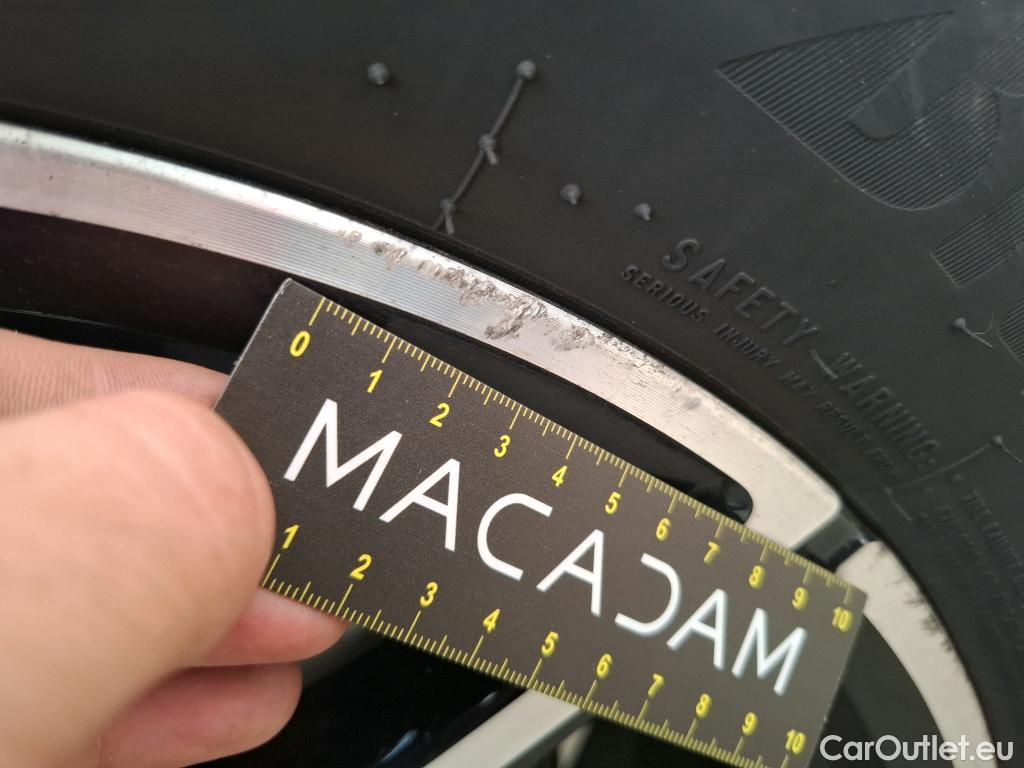 SAFETY WARNING:
SERIOUS INJURY MAY RESULT FROM
0 1 2 3 4 5 6 7 8 9 10
MACADAM
1 2 3 4 5 6 7 8 9 10
CarOutlet.eu